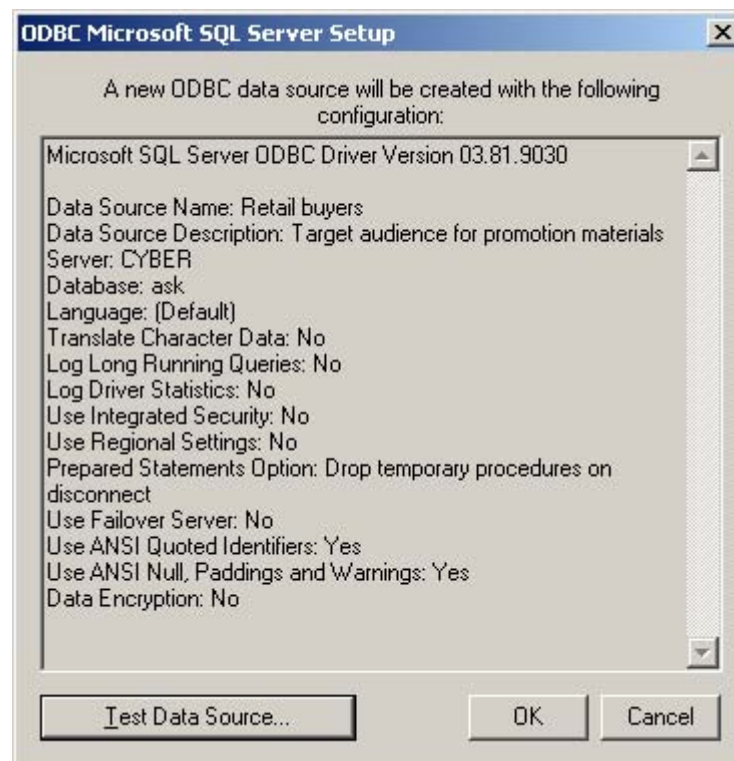 ODBC Microsoft SQL Server Setup
A new ODBC data source will be created with the following
configuration:
Microsoft SQL Server ODBC Driver Version 03.81.9030
Data Source Name: Retail buyers
Data Source Description: Target audience for promotion materials
Server: CYBER
Database: ask
Language: (Default)
Translate Character Data: No
Log Long Running Queries: No
Log Driver Statistics: No
Use Integrated Security: No
Use Regional Settings: No
Prepared Statements Option: Drop temporary procedures on
disconnect
Use Failover Server: No
Use ANSI Quoted Identifiers: Yes
Use ANSI Null, Paddings and Warnings: Yes
Data Encryption: No
Test Data Source... OK Cancel